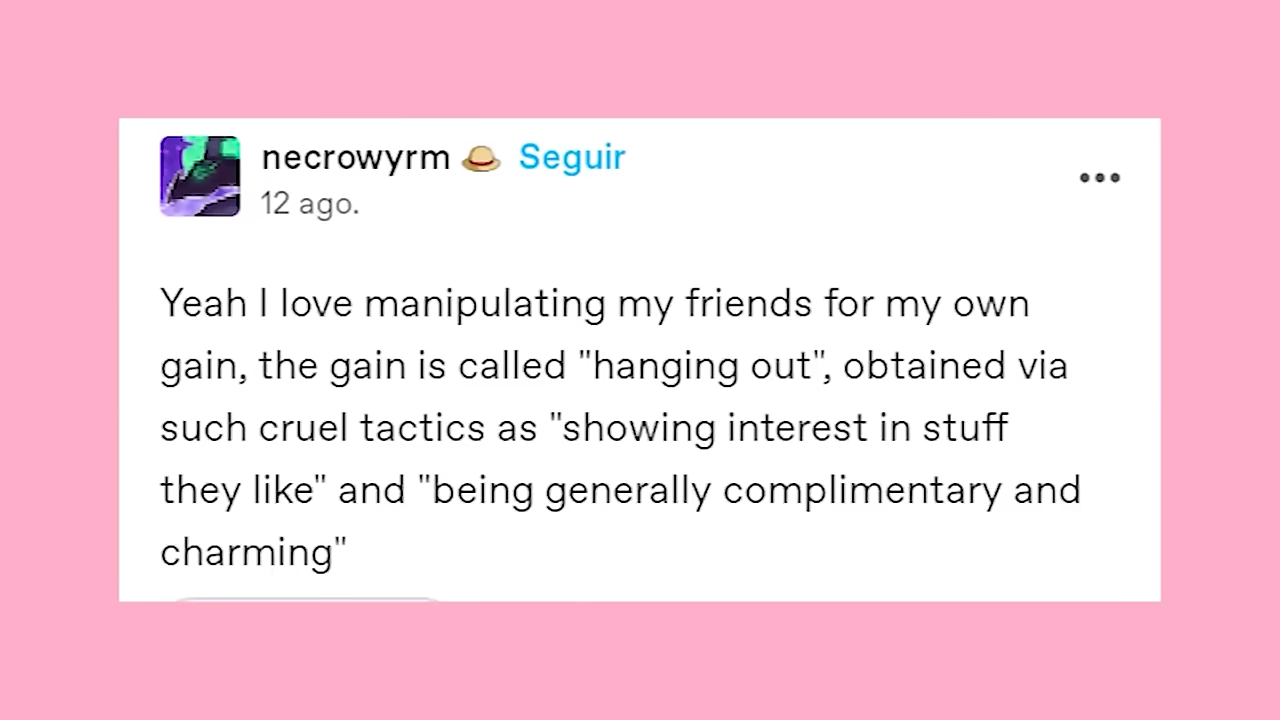 necrowyrm Seguir
12 ago.
Yeah I love manipulating my friends for my own
gain, the gain is called "hanging out", obtained via
such cruel tactics as "showing interest in stuff
they like" and "being generally complimentary and
charming"